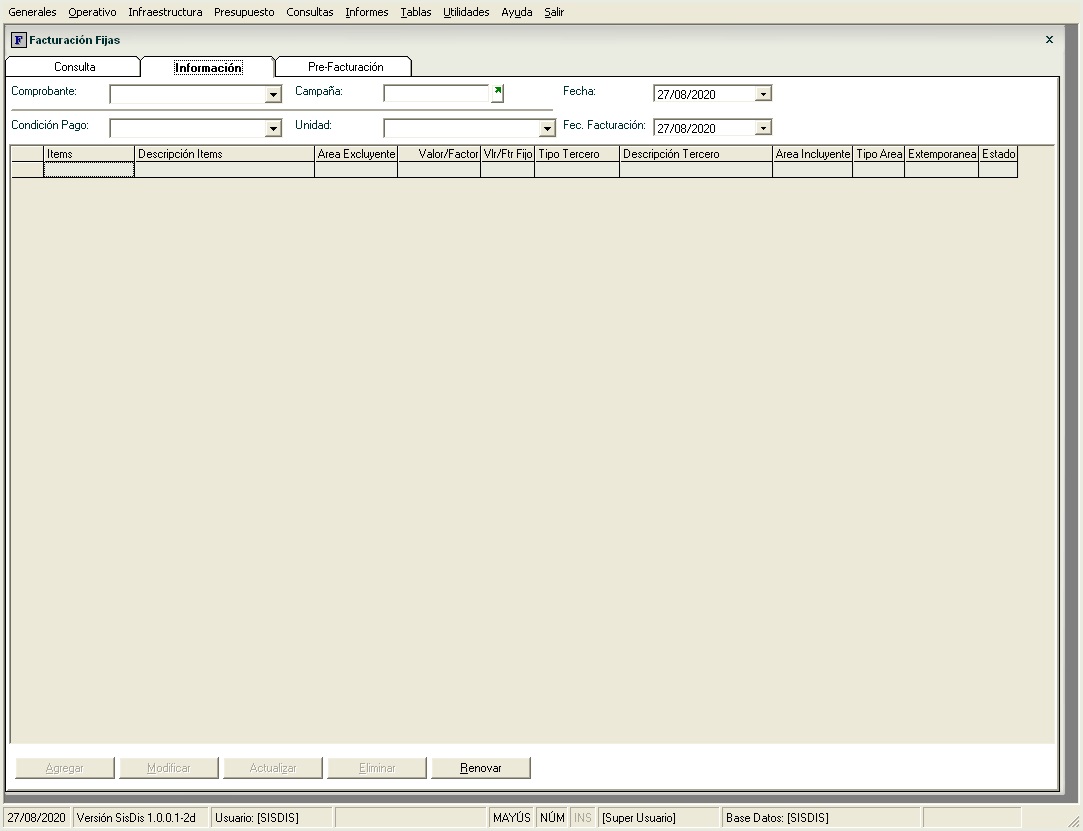 Generales Operativo Infraestructura Presupuesto Consultas Informes Tablas Utilidades Ayuda Salir
F Facturación Fijas x
Consulta Información Pre-Facturación
Comprobante: Campaña: Fecha: 27/08/2020
Condición Pago: Unidad: Fec. Facturación: 27/08/2020
Items Descripción Items Area Excluyente Valor/Factor Vlr/Ftr Fijo Tipo Tercero Descripción Tercero Area Incluyente Tipo Area Extemporanea Estado
Agregar Modificar Actualizar Eliminar Renovar
27/08/2020 Versión SisDis 1.0.0.1-2d Usuario: [SISDIS] MAYÚS NÚM INS [Super Usuario] Base Datos: [SISDIS]